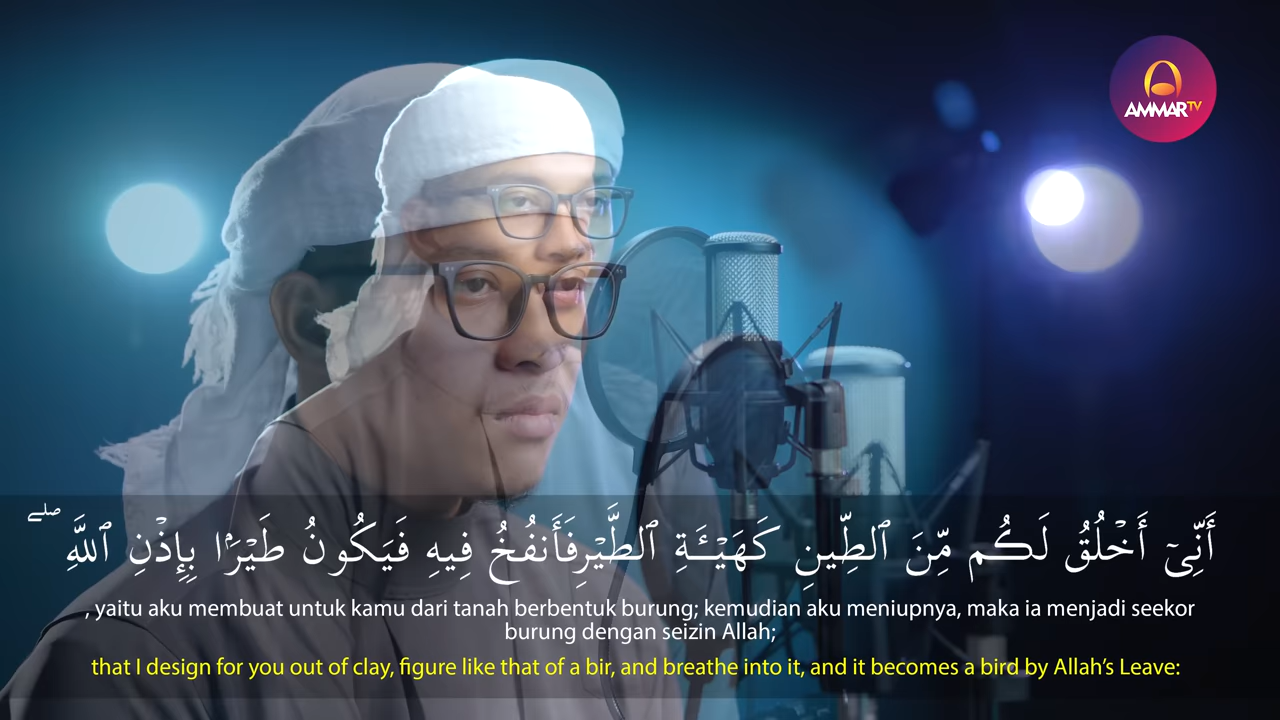 AMMARTV
أَنِّىٓ أَخْلُقُ لَكُم مِّنَ ٱلطِّينِ كَهَيْـَٔةِ ٱلطَّيْرِفَأَنفُخُ فِيهِ فَيَكُونُ طَيْرًۢا بِإِذْنِ ٱللَّهِ ۖ
, yaitu aku membuat untuk kamu dari tanah berbentuk burung; kemudian aku meniupnya, maka ia menjadi seekor
burung dengan seizin Allah;
that I design for you out of clay, figure like that of a bir, and breathe into it, and it becomes a bird by Allah’s Leave: